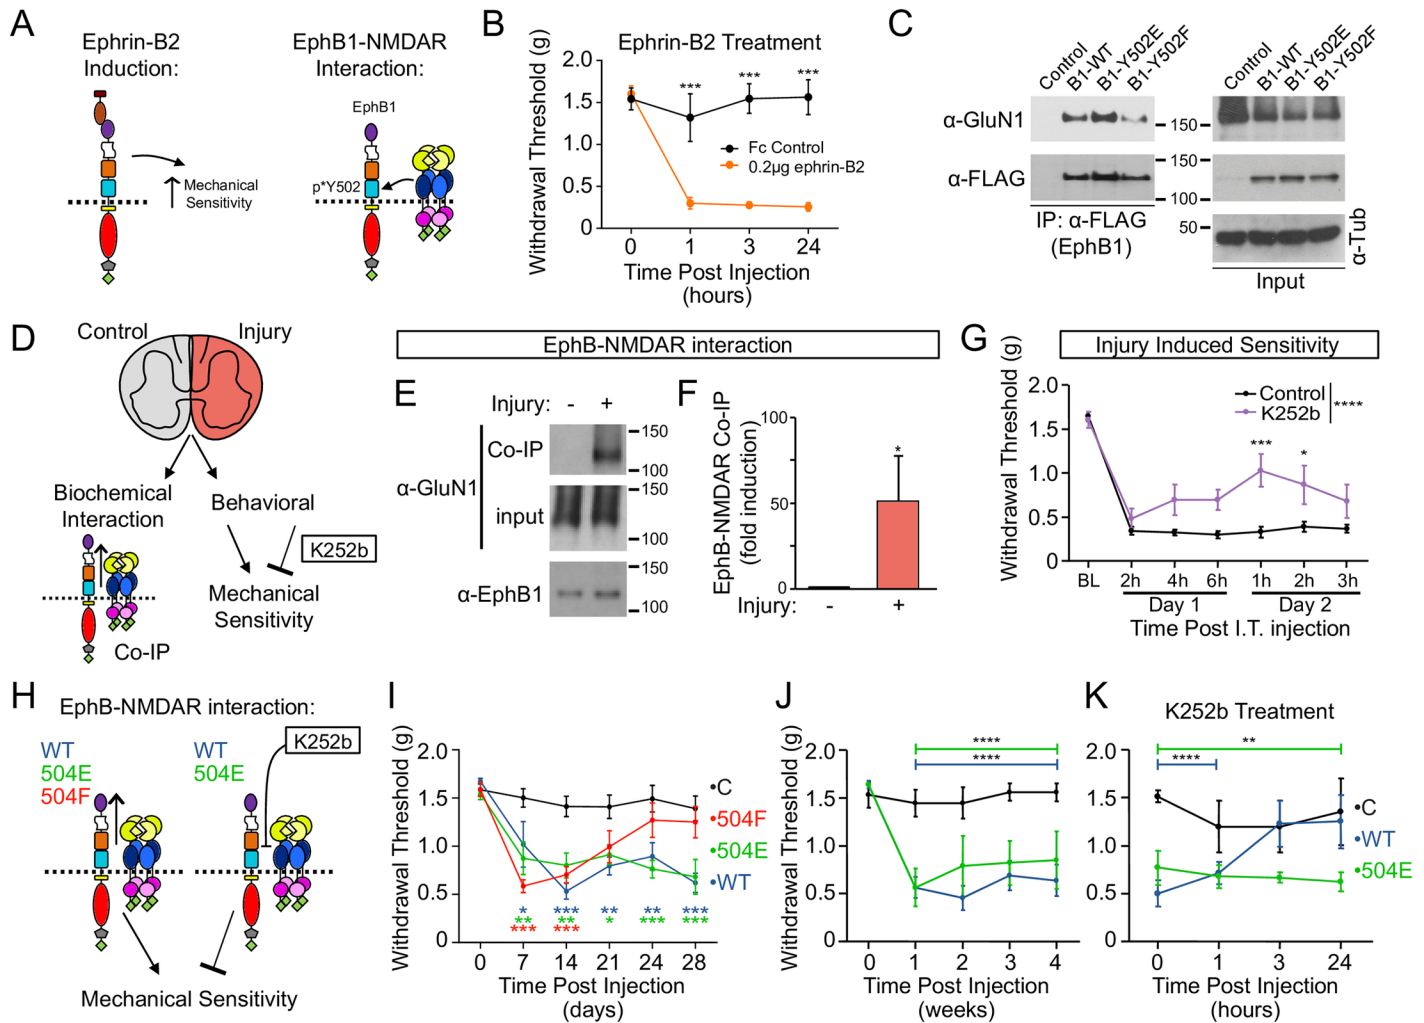 A
Ephrin-B2
Induction:
Mechanical
Sensitivity
EphB1-NMDAR
Interaction:
EphB1
p*Y502
B
Ephrin-B2 Treatment
Withdrawal Threshold (g)
2.0
1.5
1.0
0.5
0
***
***
***
Fc Control
0.2µg ephrin-B2
0 1 3 24
Time Post Injection
(hours)
C
Control
B1-WT
B1-Y502E
B1-Y502F
Control
B1-WT
B1-Y502E
B1-Y502F
α-GluN1
150
150
α-FLAG
100
150
100
50
α-Tub
IP: α-FLAG
(EphB1)
Input
D
Control
Injury
Biochemical
Interaction
Behavioral
K252b
Mechanical
Sensitivity
Co-IP
EphB-NMDAR interaction
E
Injury: - +
Co-IP
α-GluN1
input
α-EphB1
150
100
150
100
150
100
F
EphB-NMDAR Co-IP
(fold induction)
100
50
0
*
Injury: - +
G
Injury Induced Sensitivity
Withdrawal Threshold (g)
2.0
1.5
1.0
0.5
0
Control
K252b
****
***
*
BL 2h 4h 6h 1h 2h 3h
Day 1 Day 2
Time Post I.T. injection
H
EphB-NMDAR interaction:
WT
504E
504F
WT
504E
K252b
Mechanical Sensitivity
I
Withdrawal Threshold (g)
2.0
1.5
1.0
0.5
0
C
504F
504E
WT
* *** ** ** ***
** ** * *** ***
*** ***
0 7 14 21 24 28
Time Post Injection
(days)
J
Withdrawal Threshold (g)
2.0
1.5
1.0
0.5
0
****
****
0 1 2 3 4
Time Post Injection
(weeks)
K
K252b Treatment
2.0
1.5
1.0
0.5
0
**
****
C
WT
504E
0 1 3 24
Time Post Injection
(hours)